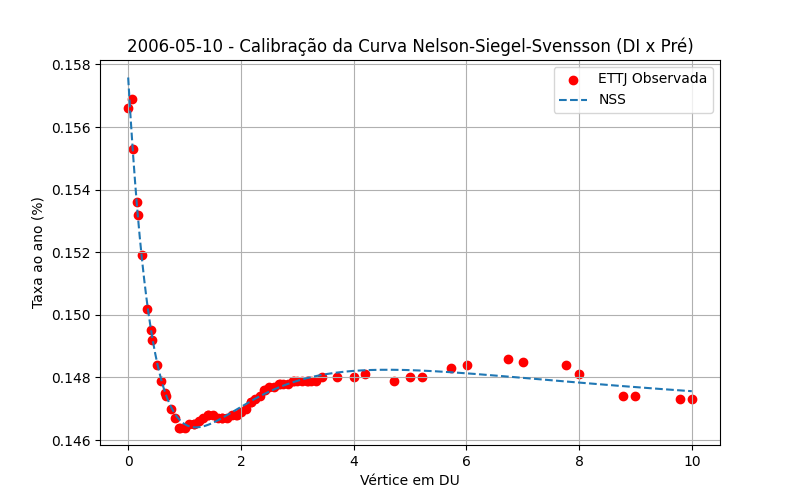 2006-05-10 - Calibração da Curva Nelson-Siegel-Svensson (DI x Pré)
ETTJ Observada
NSS
Taxa ao ano (%)
0.158
0.156
0.154
0.152
0.150
0.148
0.146
0 2 4 6 8 10
Vértice em DU